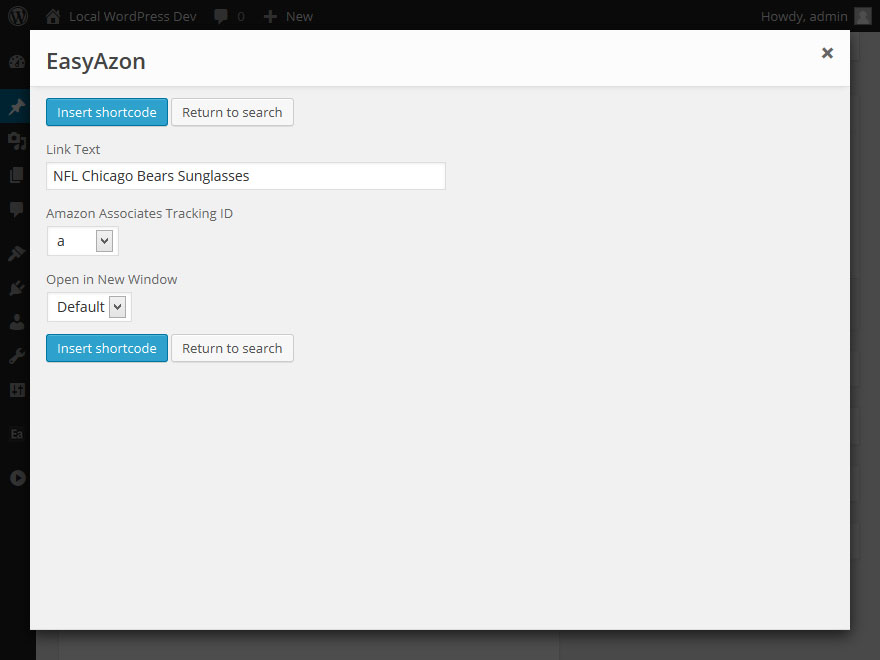 Local WordPress Dev 0 New Howdy, admin
EasyAzon
Insert shortcode Return to search
Link Text
NFL Chicago Bears Sunglasses
Amazon Associates Tracking ID
a
Open in New Window
Default
Insert shortcode Return to search
Ea